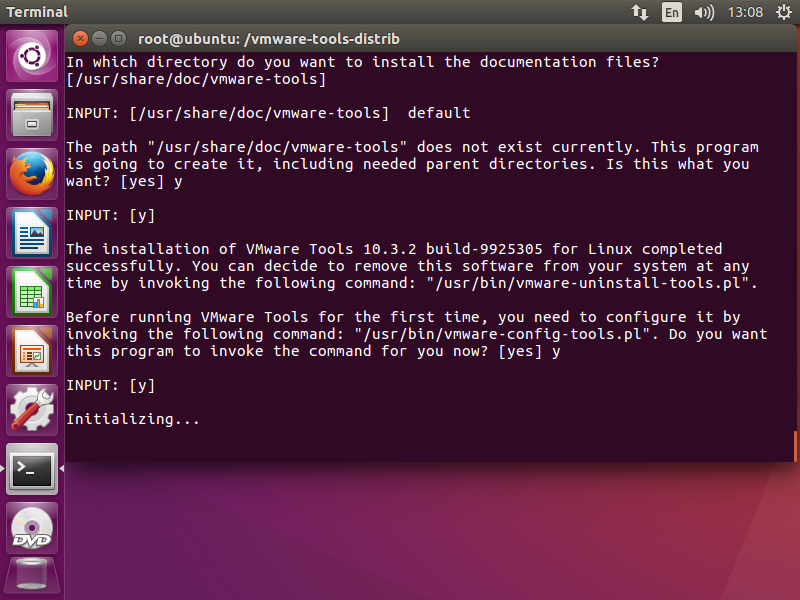 Terminal
En
13:08
root@ubuntu: /vmware-tools-distrib
In which directory do you want to install the documentation files?
[/usr/share/doc/vmware-tools]
INPUT: [/usr/share/doc/vmware-tools]  default
The path "/usr/share/doc/vmware-tools" does not exist currently. This program
is going to create it, including needed parent directories. Is this what you
want? [yes] y
INPUT: [y]
The installation of VMware Tools 10.3.2 build-9925305 for Linux completed
successfully. You can decide to remove this software from your system at any
time by invoking the following command: "/usr/bin/vmware-uninstall-tools.pl".
Before running VMware Tools for the first time, you need to configure it by
invoking the following command: "/usr/bin/vmware-config-tools.pl". Do you want
this program to invoke the command for you now? [yes] y
INPUT: [y]
Initializing...
>_
DVD